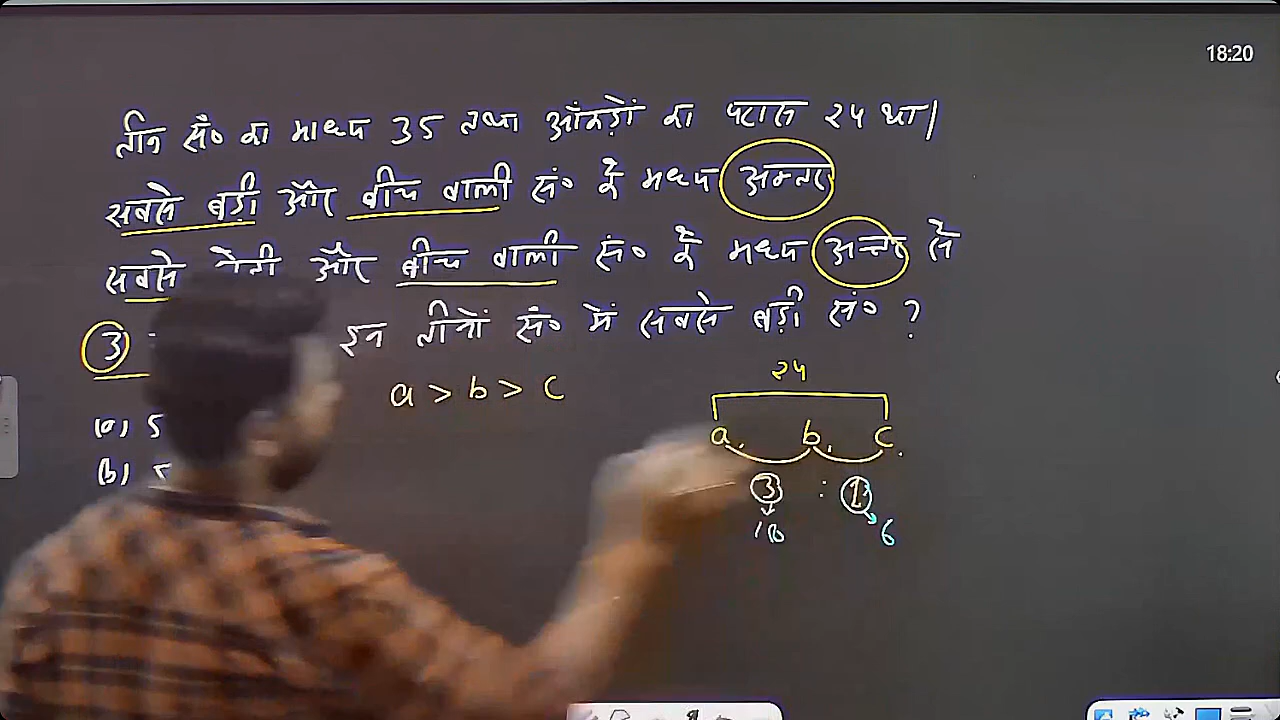 18:20
तीन सं० का माध्य 35 तथा आंकड़ों का परास 24 था।
सबसे बड़ी और बीच वाली सं० के मध्य अन्तर
सबसे और बीच वाली सं० के मध्य अन्तर से
3 इन तीनों सं० में सबसे बड़ी सं० ?
a > b > c
24
a. b. c.
3 : 1
18 6
(a) 5
(b) 5